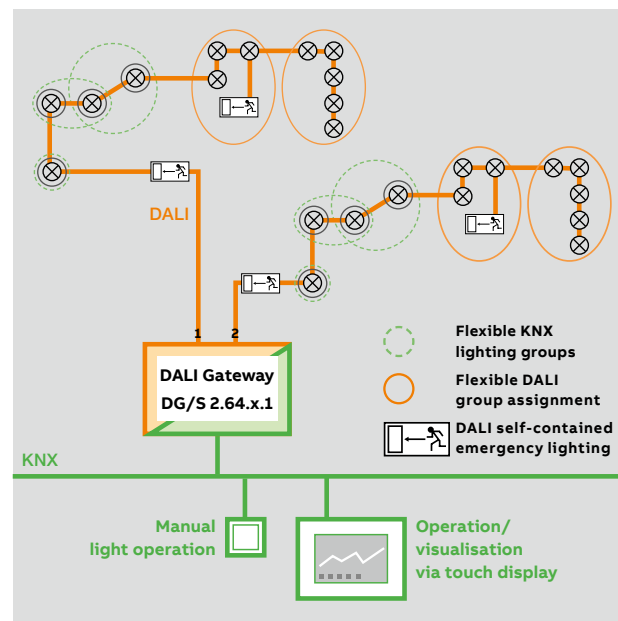 DALI
1 2
DALI Gateway
DG/S 2.64.x.1
Flexible KNX
lighting groups
Flexible DALI
group assignment
DALI self-contained
emergency lighting
KNX
Manual
light operation
Operation/
visualisation
via touch display